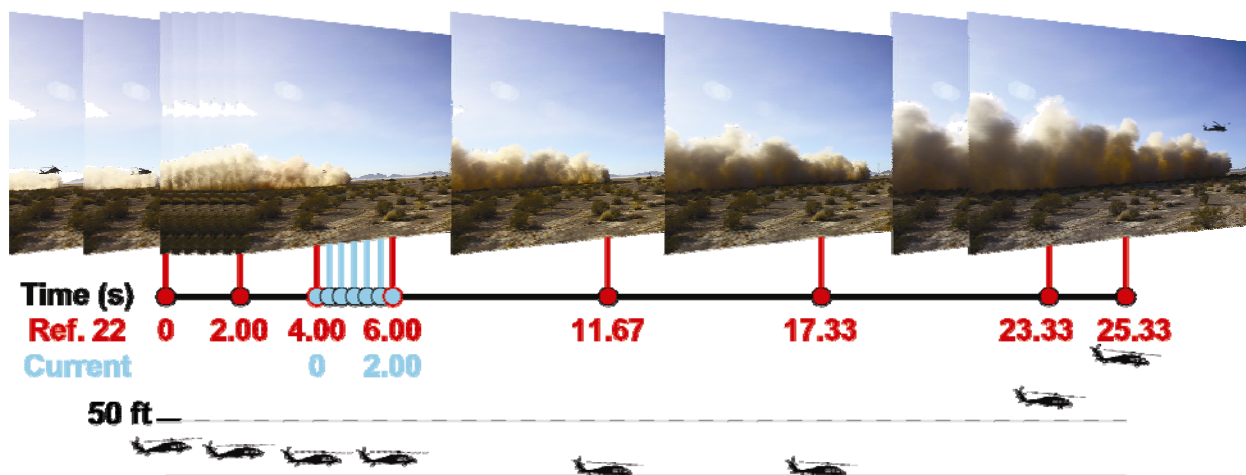 Time (s)
Ref. 22 0 2.00 4.00 6.00 11.67 17.33 23.33 25.33
Current 0 2.00
50 ft